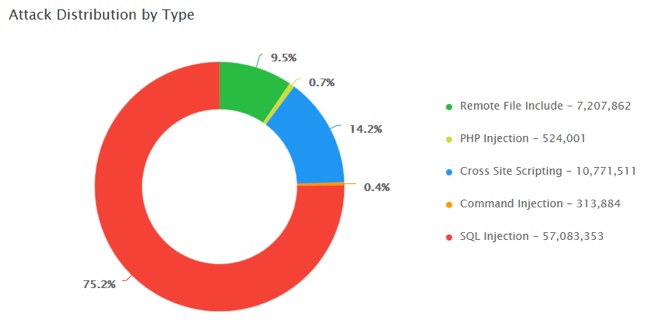 Attack Distribution by Type
9.5%
0.7%
14.2%
0.4%
75.2%
Remote File Include - 7,207,862
PHP Injection - 524,001
Cross Site Scripting - 10,771,511
Command Injection - 313,884
SQL Injection - 57,083,353